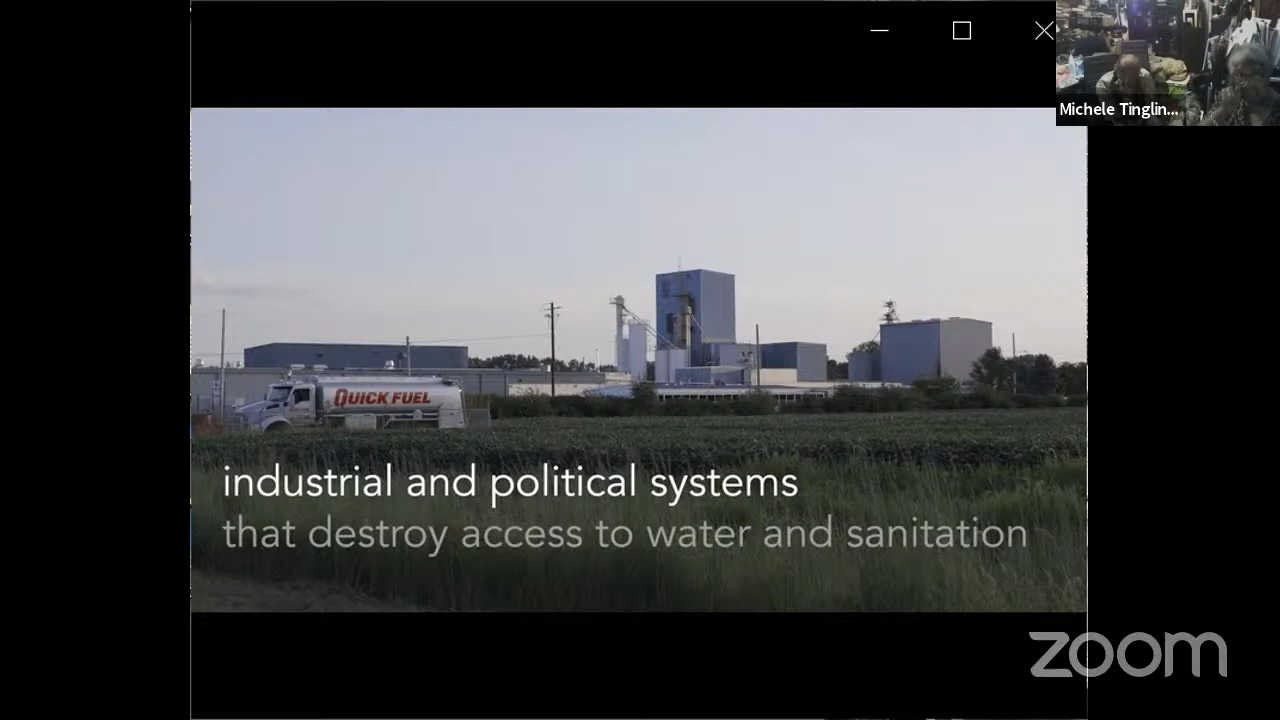 Michele Tinglin...
QUICK FUEL
industrial and political systems
that destroy access to water and sanitation
zoom